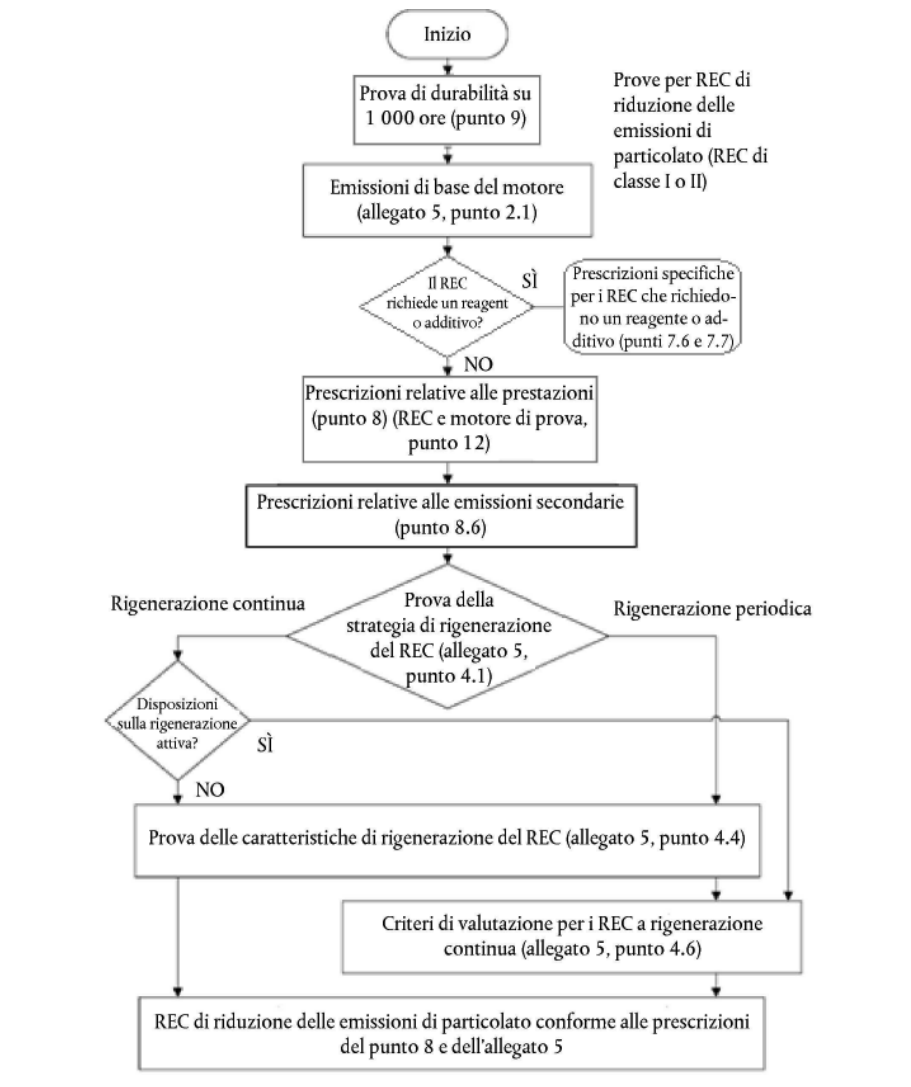 Inizio
Prova di durabilità su
1 000 ore (punto 9)
Prove per REC di
riduzione delle
emissioni di
particolato (REC di
classe I o II)
Emissioni di base del motore
(allegato 5, punto 2.1)
Il REC
richiede un reagent
o additivo?
SÌ
Prescrizioni specifiche
per i REC che richiedo-
no un reagente o ad-
ditivo (punti 7.6 e 7.7)
NO
Prescrizioni relative alle prestazioni
(punto 8) (REC e motore di prova,
punto 12)
Prescrizioni relative alle emissioni secondarie
(punto 8.6)
Rigenerazione continua
Prova della
strategia di rigenerazione
del REC (allegato 5,
punto 4.1)
Rigenerazione periodica
Disposizioni
sulla rigenerazione
attiva?
SÌ
NO
Prova delle caratteristiche di rigenerazione del REC (allegato 5, punto 4.4)
Criteri di valutazione per i REC a rigenerazione
continua (allegato 5, punto 4.6)
REC di riduzione delle emissioni di particolato conforme alle prescrizioni
del punto 8 e dell'allegato 5